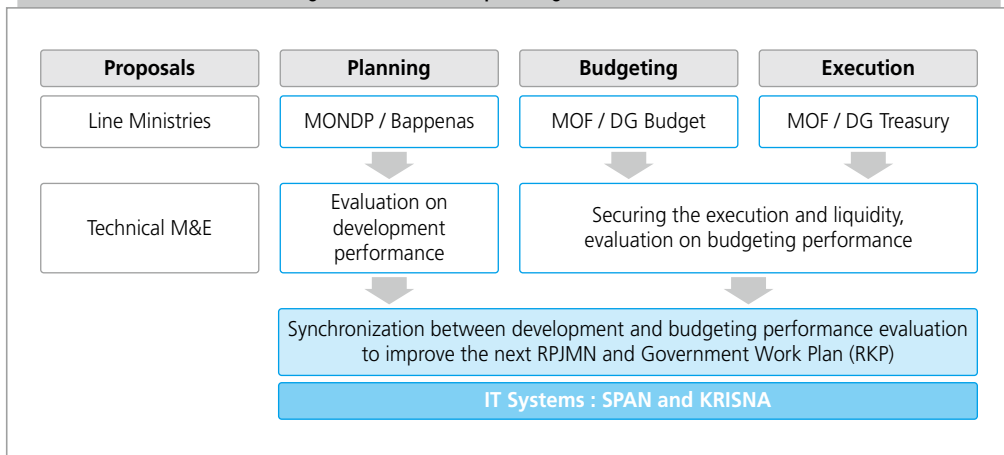 Proposals
Planning
Budgeting
Execution
Line Ministries
MONDP / Bappenas
MOF / DG Budget
MOF / DG Treasury
Technical M&E
Evaluation on
development
performance
Securing the execution and liquidity,
evaluation on budgeting performance
Synchronization between development and budgeting performance evaluation
to improve the next RPJMN and Government Work Plan (RKP)
IT Systems : SPAN and KRISNA